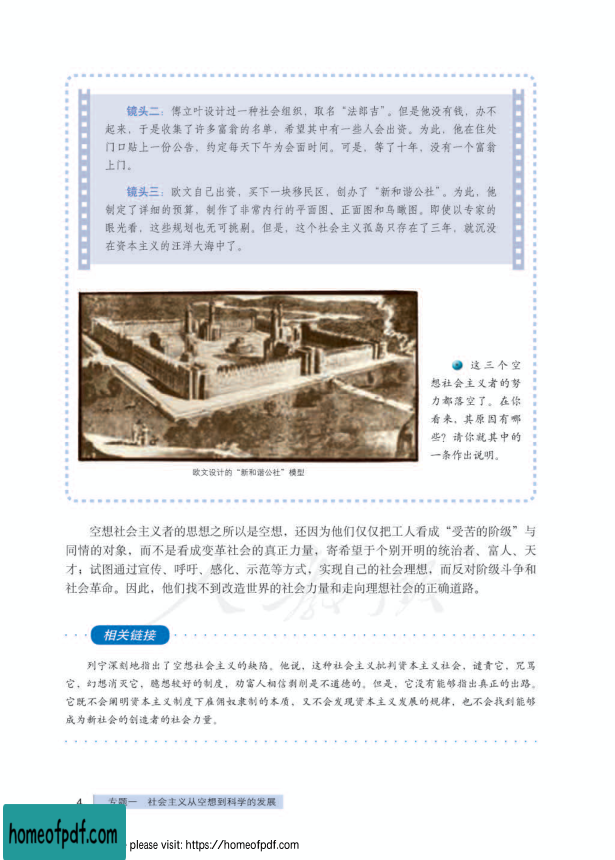 镜头二：傅立叶设计过一种社会组织，取名“法郎吉”。但是他没有钱，办不
起来，于是收集了许多富翁的名单，希望其中有一些人会出资。为此，他在住处
门口贴上一份公告，约定每天下午为会面时间。可是，等了十年，没有一个富翁
上门。
镜头三：欧文自己出资，买下一块移民区，创办了“新和谐公社”。为此，他
制定了详细的预算，制作了非常内行的平面图、正面图和鸟瞰图。即使以专家的
眼光看，这些规划也无可挑剔。但是，这个社会主义孤岛只存在了三年，就沉没
在资本主义的汪洋大海中了。
这三个空
想社会主义者的努
力都落空了。在你
看来，其原因有哪
些？请你就其中的
一条作出说明。
欧文设计的“新和谐公社”模型
空想社会主义者的思想之所以是空想，还因为他们仅仅把工人看成“受苦的阶级”与
同情的对象，而不是看成变革社会的真正力量，寄希望于个别开明的统治者、富人、天
才；试图通过宣传、呼吁、感化、示范等方式，实现自己的社会理想，而反对阶级斗争和
社会革命。因此，他们找不到改造世界的社会力量和走向理想社会的正确道路。
相关链接
列宁深刻地指出了空想社会主义的缺陷。他说，这种社会主义批判资本主义社会，谴责它，咒骂
它，幻想消灭它，臆想较好的制度，劝富人相信剥削是不道德的。但是，它没有能够指出真正的出路。
它既不会阐明资本主义制度下雇佣奴隶制的本质，又不会发现资本主义发展的规律，也不会找到能够
成为新社会的创造者的社会力量。
4 专题一 社会主义从空想到科学的发展
homeofpdf.com
please visit: https://homeofpdf.com